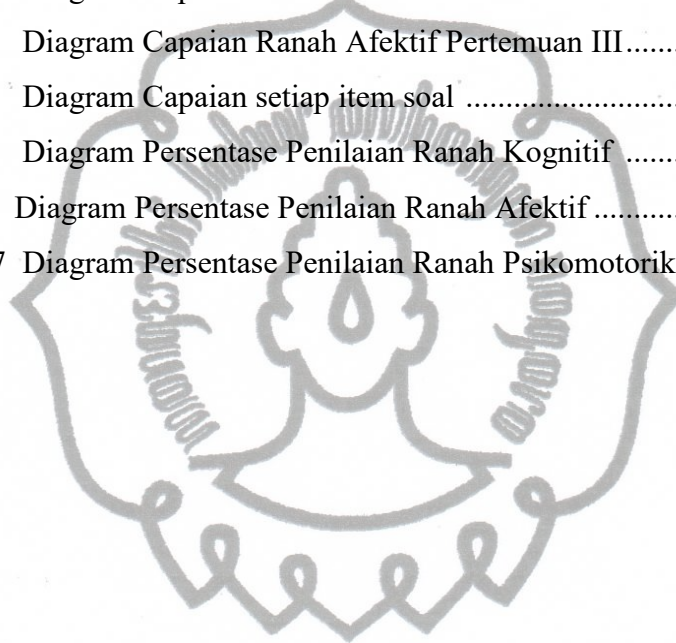 Diagram Capaian Ranah Afektif Pertemuan III........
Diagram Capaian setiap item soal ...........................
Diagram Persentase Penilaian Ranah Kognitif .......
Diagram Persentase Penilaian Ranah Afektif ...........
7 Diagram Persentase Penilaian Ranah Psikomotorik